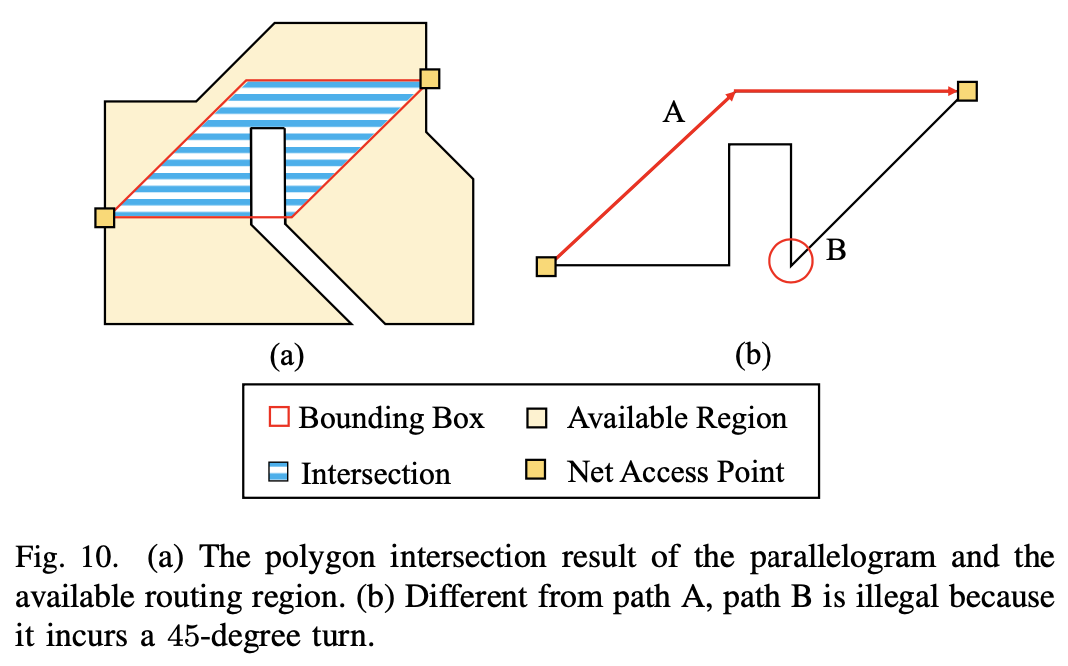 A
B
(a)
(b)
Bounding Box
Available Region
Intersection
Net Access Point
Fig. 10. (a) The polygon intersection result of the parallelogram and the
available routing region. (b) Different from path A, path B is illegal because
it incurs a 45-degree turn.